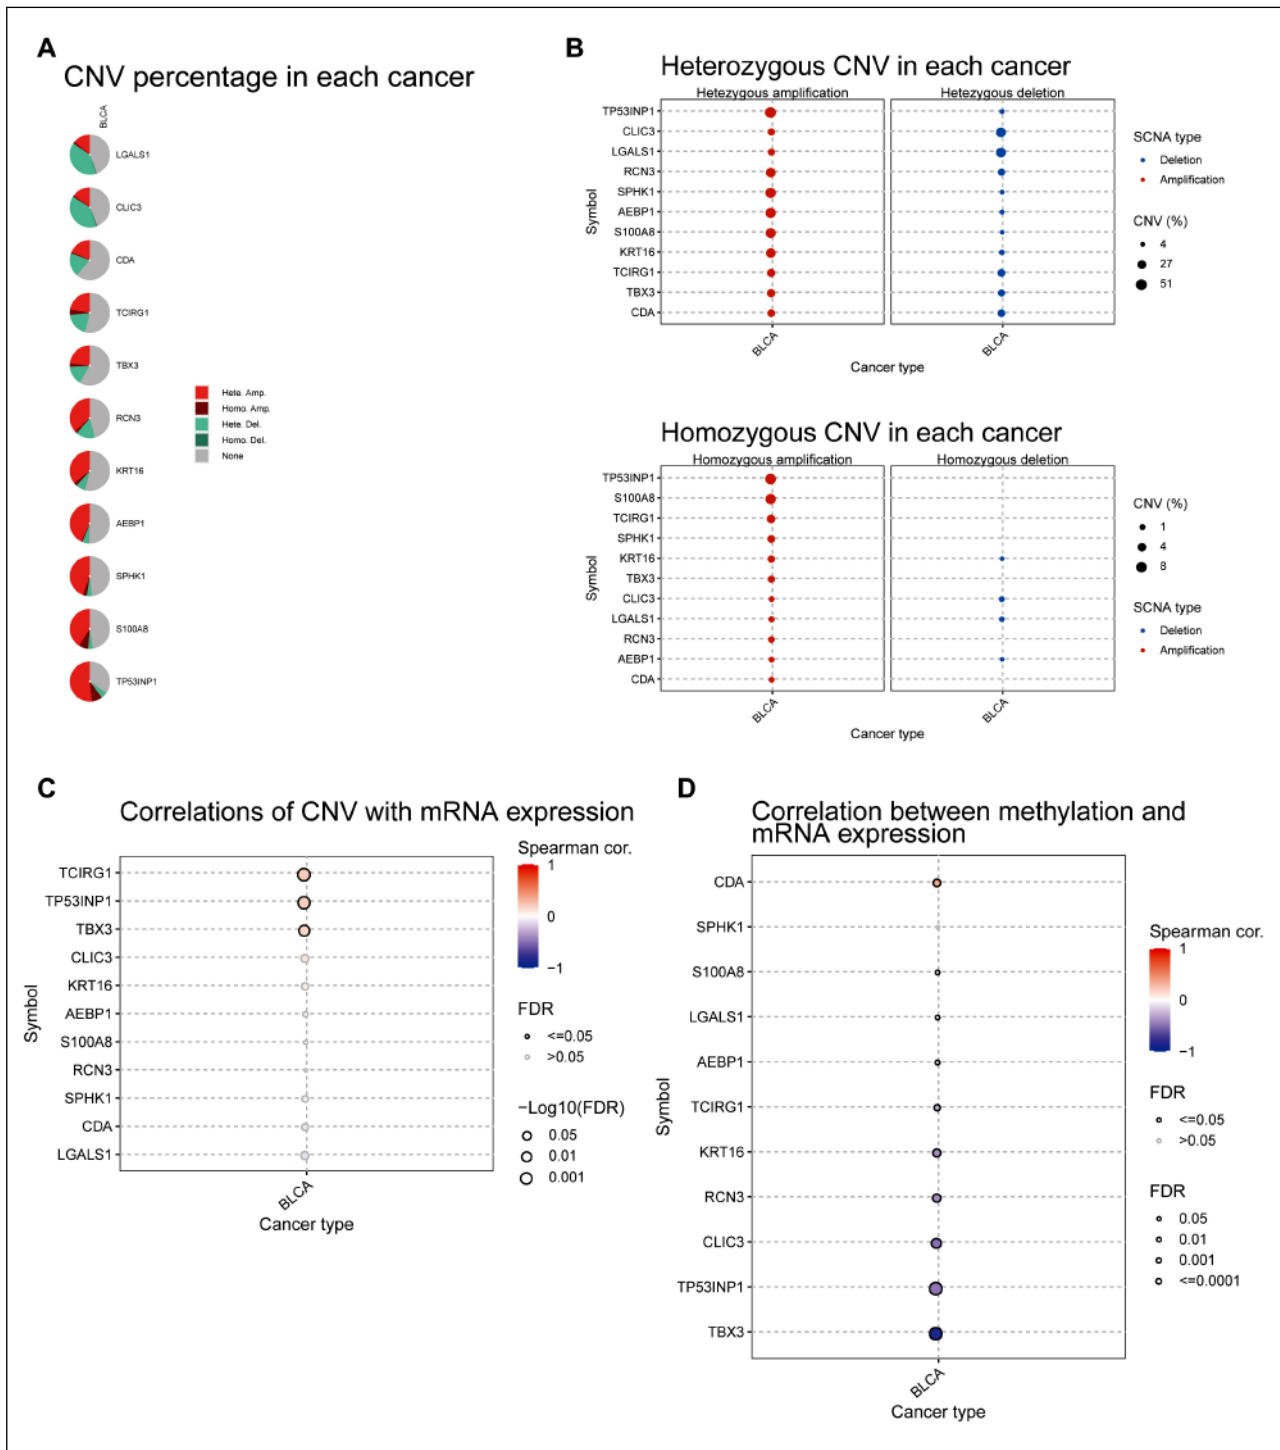 A
CNV percentage in each cancer
BLCA
LGALS1
CLIC3
CDA
TCIRG1
TBX3
RCN3
KRT16
AEBP1
SPHK1
S100A8
TP53INP1
Hete. Amp.
Homo. Amp.
Hete. Del.
Homo. Del.
None
B
Heterozygous CNV in each cancer
Hetezygous amplification
Hetezygous deletion
Symbol
TP53INP1
CLIC3
LGALS1
RCN3
SPHK1
AEBP1
S100A8
KRT16
TCIRG1
TBX3
CDA
BLCA
BLCA
Cancer type
SCNA type
Deletion
Amplification
CNV (%)
4
27
51
Homozygous CNV in each cancer
Homozygous amplification
Homozygous deletion
Symbol
TP53INP1
S100A8
TCIRG1
SPHK1
KRT16
TBX3
CLIC3
LGALS1
RCN3
AEBP1
CDA
BLCA
BLCA
Cancer type
CNV (%)
1
4
8
SCNA type
Deletion
Amplification
C
Correlations of CNV with mRNA expression
Symbol
TCIRG1
TP53INP1
TBX3
CLIC3
KRT16
AEBP1
S100A8
RCN3
SPHK1
CDA
LGALS1
BLCA
Cancer type
Spearman cor.
1
0
−1
FDR
<=0.05
>0.05
−Log10(FDR)
0.05
0.01
0.001
D
Correlation between methylation and
mRNA expression
Symbol
CDA
SPHK1
S100A8
LGALS1
AEBP1
TCIRG1
KRT16
RCN3
CLIC3
TP53INP1
TBX3
BLCA
Cancer type
Spearman cor.
1
0
−1
FDR
<=0.05
>0.05
FDR
0.05
0.01
0.001
<=0.0001